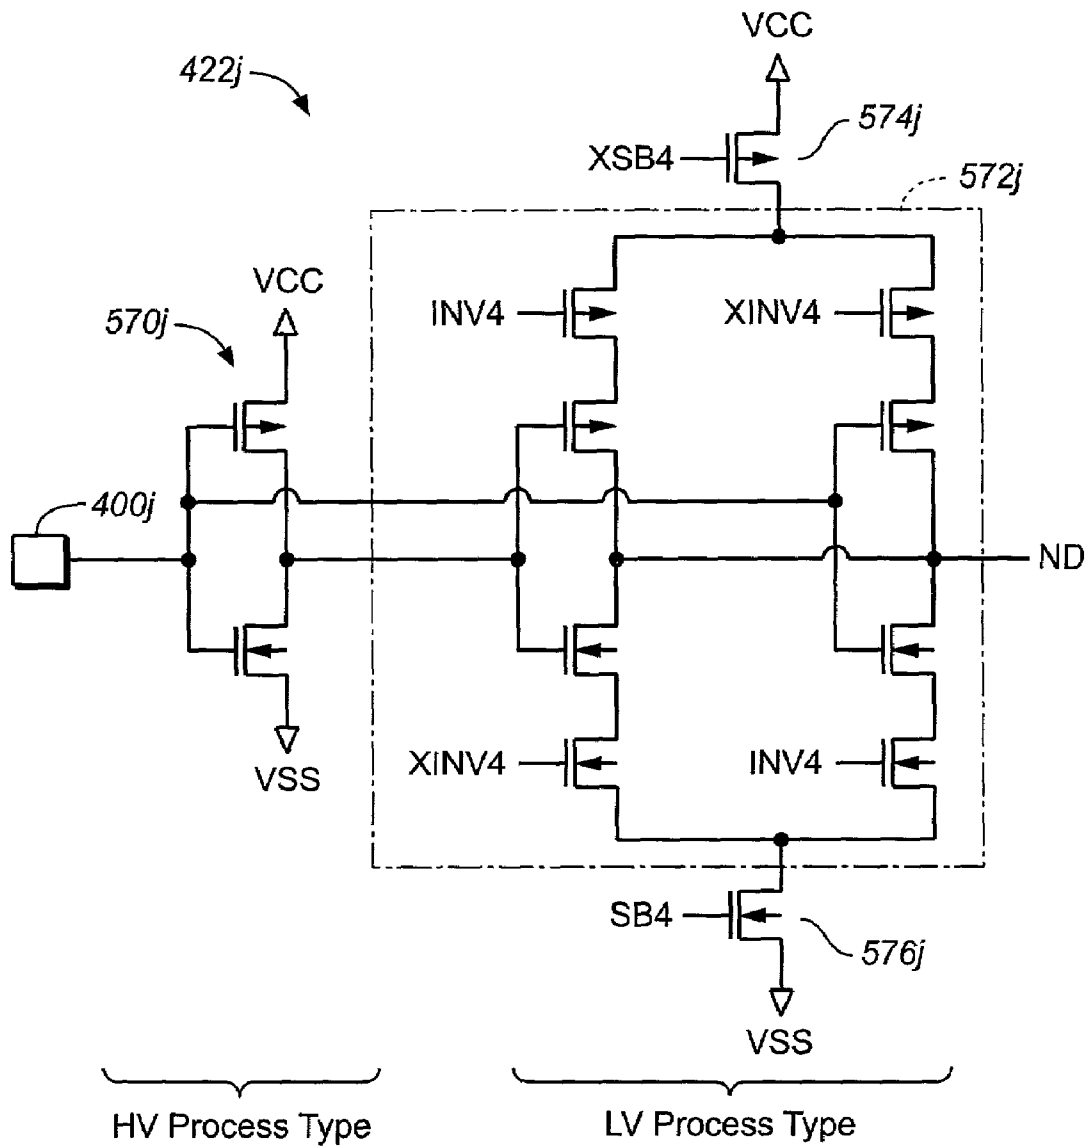 VCC
422j
574j
XSB4
572j
VCC
INV4
XINV4
570j
400j
ND
XINV4
INV4
VSS
SB4
576j
VSS
HV Process Type
LV Process Type